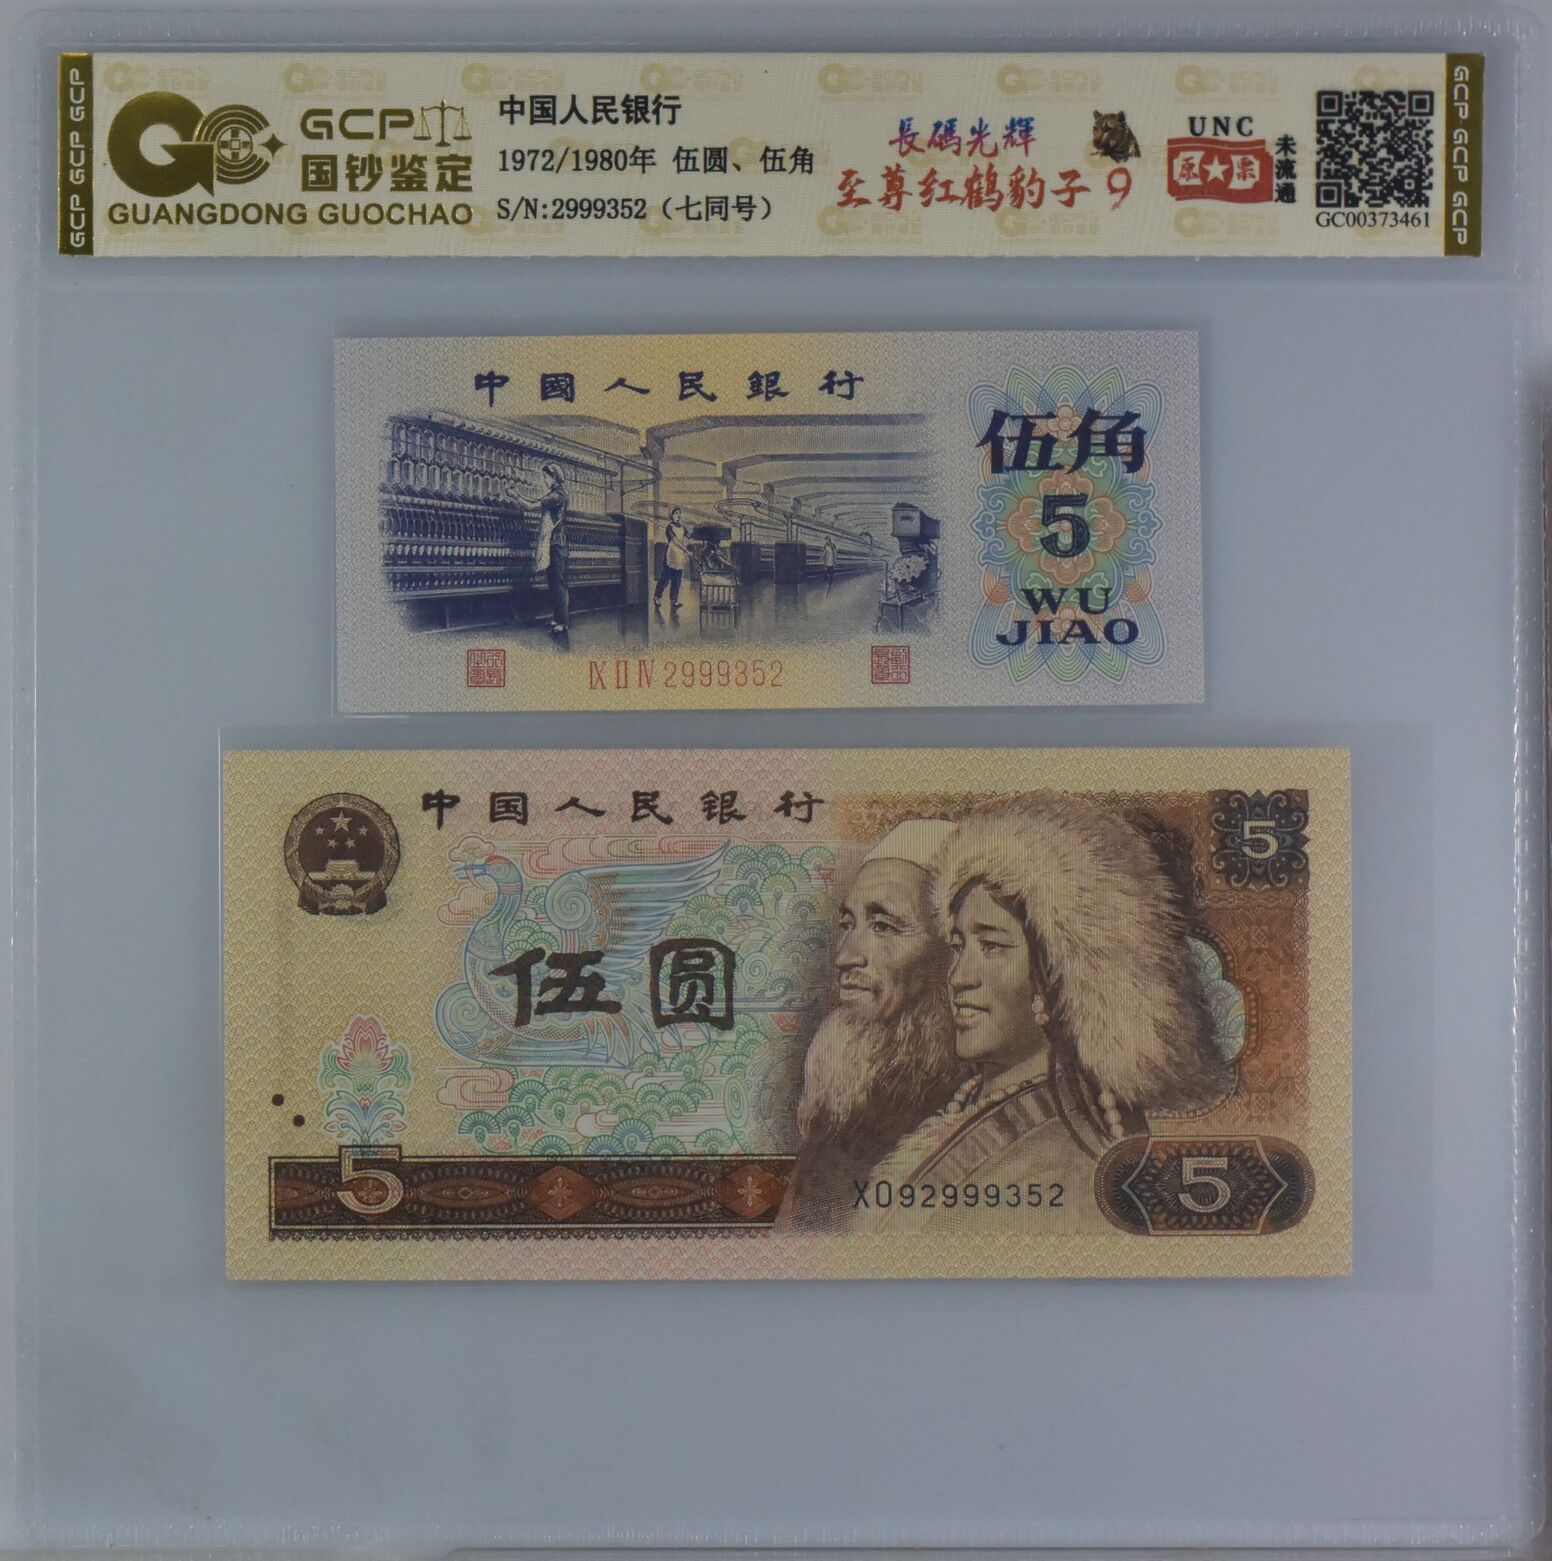 GCP GCP GCP
GCP
国钞鉴定
GUANGDONG GUOCHAO
中国人民银行
1972/1980年 伍圆、伍角
S/N:2999352（七同号）
長碼光輝
至尊红鹤豹子 9
UNC
原★票
未流通
GC00373461
GCP GCP GCP
中國人民銀行
伍角
5
WU
JIAO
IX II IV 2999352
中国人民银行
5
伍圆
5
X092999352
5